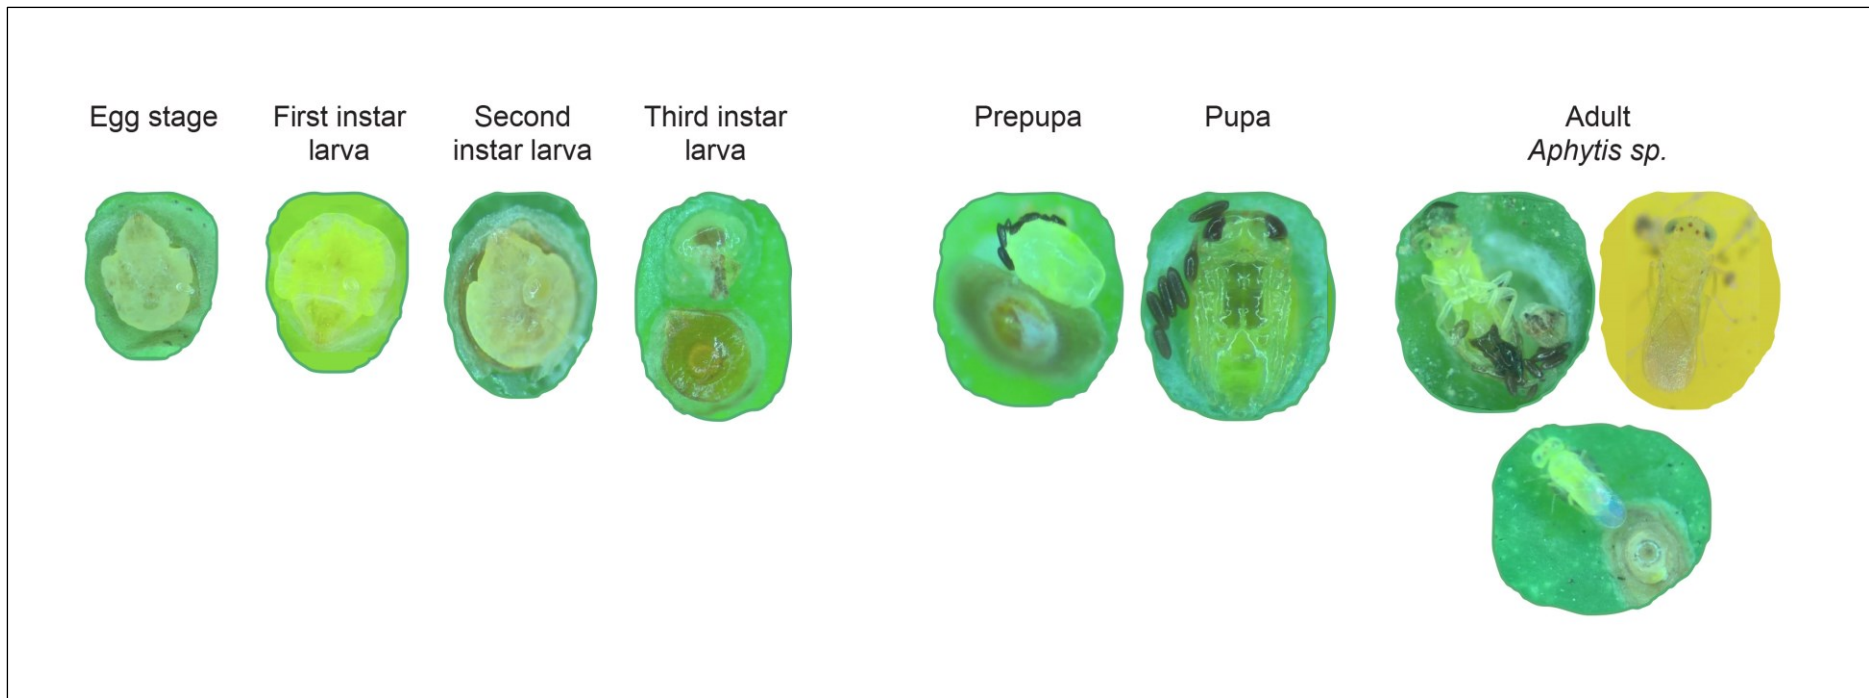 Egg stage
First instar
larva
Second
instar larva
Third instar
larva
Prepupa
Pupa
Adult
Aphytis sp.